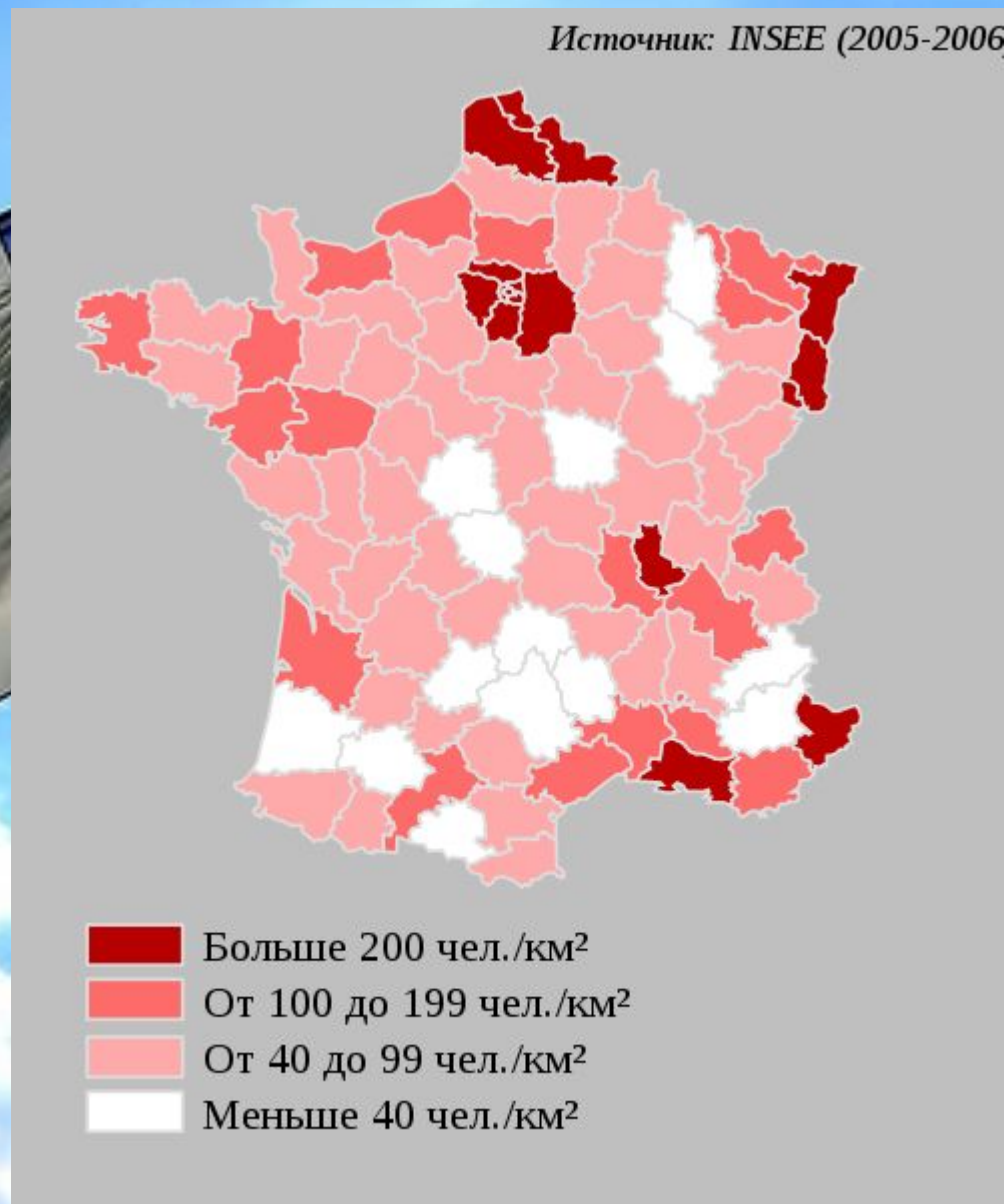 Источник: INSEE (2005-2006)
Больше 200 чел./км²
От 100 до 199 чел./км²
От 40 до 99 чел./км²
Меньше 40 чел./км²